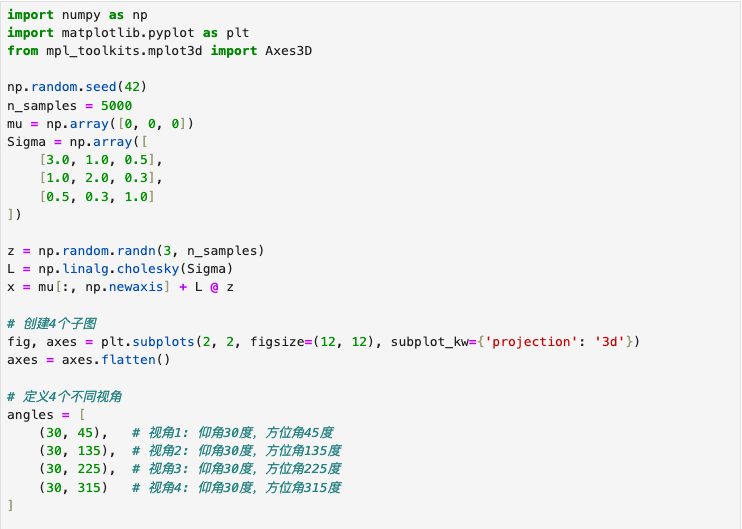 import numpy as np
import matplotlib.pyplot as plt
from mpl_toolkits.mplot3d import Axes3D

np.random.seed(42)
n_samples = 5000
mu = np.array([0, 0, 0])
Sigma = np.array([
    [3.0, 1.0, 0.5],
    [1.0, 2.0, 0.3],
    [0.5, 0.3, 1.0]
])

z = np.random.randn(3, n_samples)
L = np.linalg.cholesky(Sigma)
x = mu[:, np.newaxis] + L @ z

# 创建4个子图
fig, axes = plt.subplots(2, 2, figsize=(12, 12), subplot_kw={'projection': '3d'})
axes = axes.flatten()

# 定义4个不同视角
angles = [
    (30, 45),   # 视角1: 仰角30度, 方位角45度
    (30, 135),  # 视角2: 仰角30度, 方位角135度
    (30, 225),  # 视角3: 仰角30度, 方位角225度
    (30, 315)   # 视角4: 仰角30度, 方位角315度
]